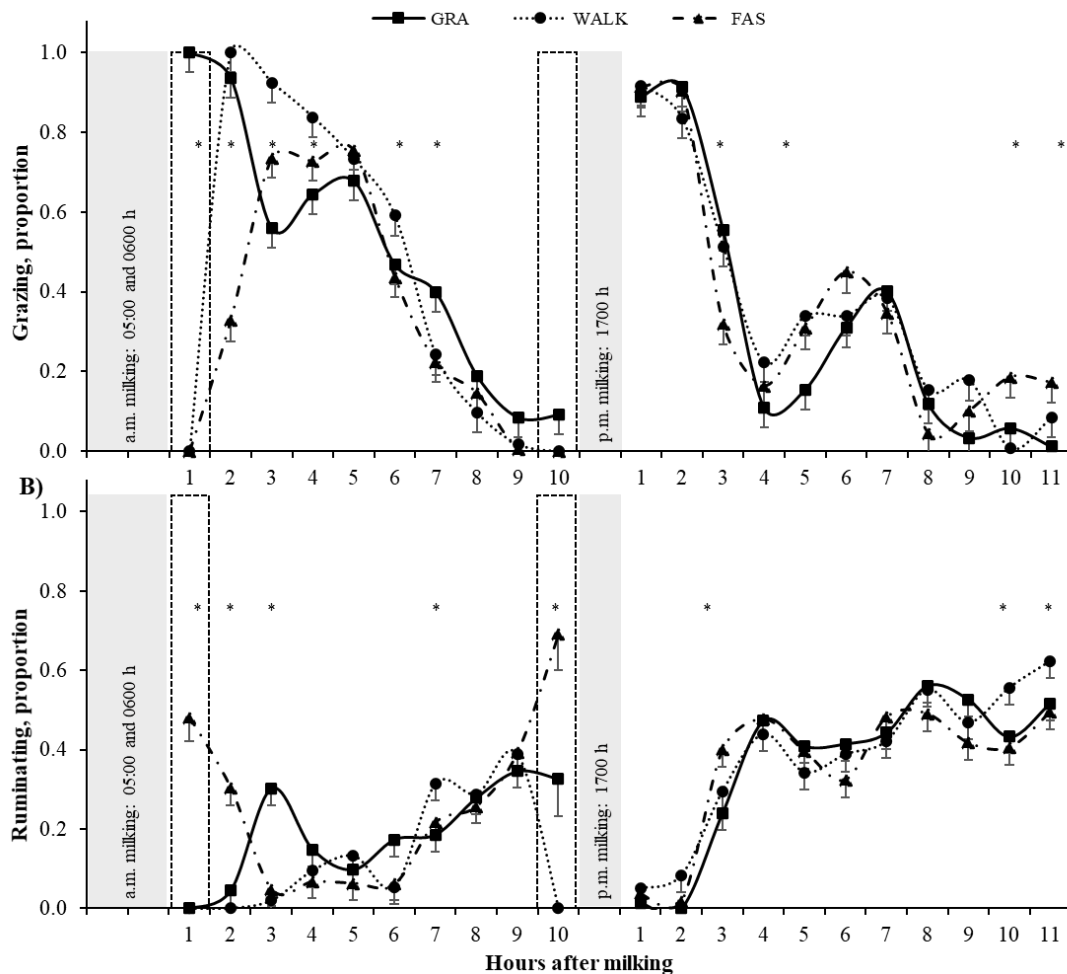 GRA WALK FAS
1.0
0.8
0.6
0.4
0.2
0.0
Grazing, proportion
a.m. milking: 05:00 and 0600 h
p.m. milking: 1700 h
* * * * * * * * * *
1 2 3 4 5 6 7 8 9 10 1 2 3 4 5 6 7 8 9 10 11
B)
1.0
0.8
0.6
0.4
0.2
0.0
Ruminating, proportion
a.m. milking: 05:00 and 0600 h
p.m. milking: 1700 h
* * * * * * * *
1 2 3 4 5 6 7 8 9 10 1 2 3 4 5 6 7 8 9 10 11
Hours after milking